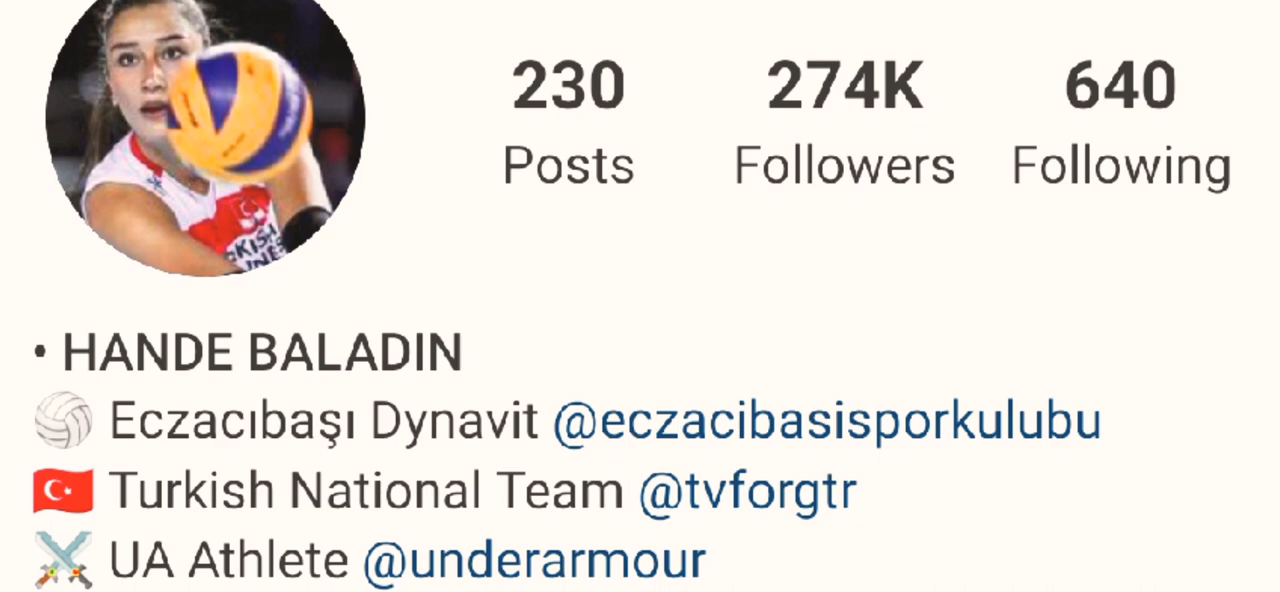 230 274K 640
Posts Followers Following
• HANDE BALADIN
🏐 Eczacıbaşı Dynavit @eczacibasisporkulubu
🇹🇷 Turkish National Team @tvforgtr
⚔️ UA Athlete @underarmour